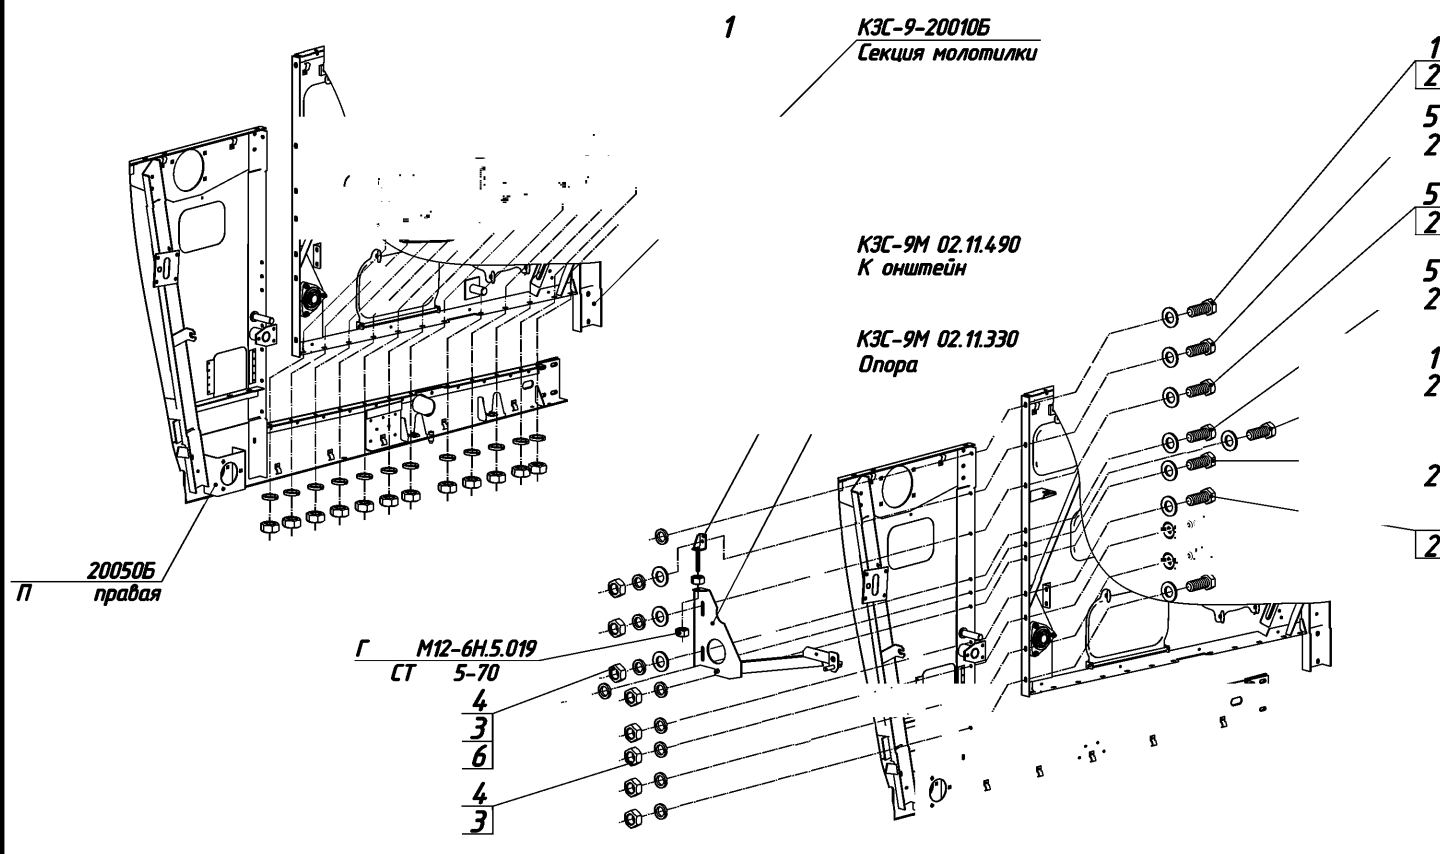 1
КЗС-9-20010Б
Секция молотилки
1
2
5
2
5
2
КЗС-9М 02.11.490
К онштейн
5
2
КЗС-9М 02.11.330
Опора
1
2
2
2
20050Б
П правая
Г М12-6Н.5.019
СТ 5-70
4
3
6
4
3